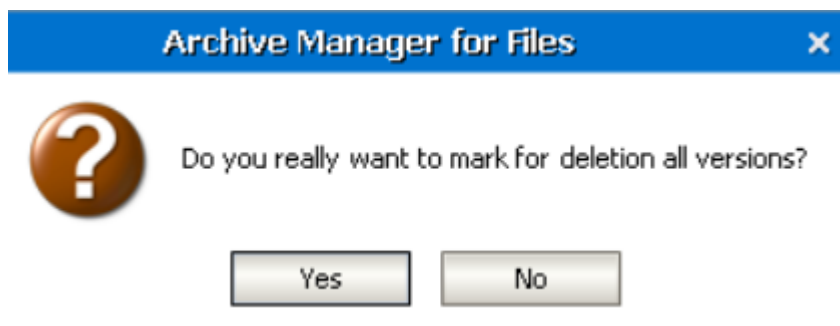 Archive Manager for Files
Do you really want to mark for deletion all versions?
Yes
No